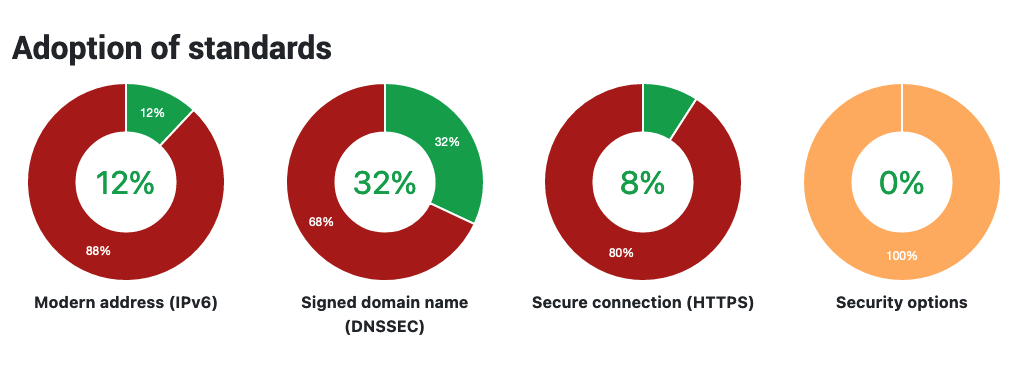 Adoption of standards
12%
12%
88%
32%
32%
68%
8%
80%
0%
100%
Modern address (IPv6)
Signed domain name
(DNSSEC)
Secure connection (HTTPS)
Security options